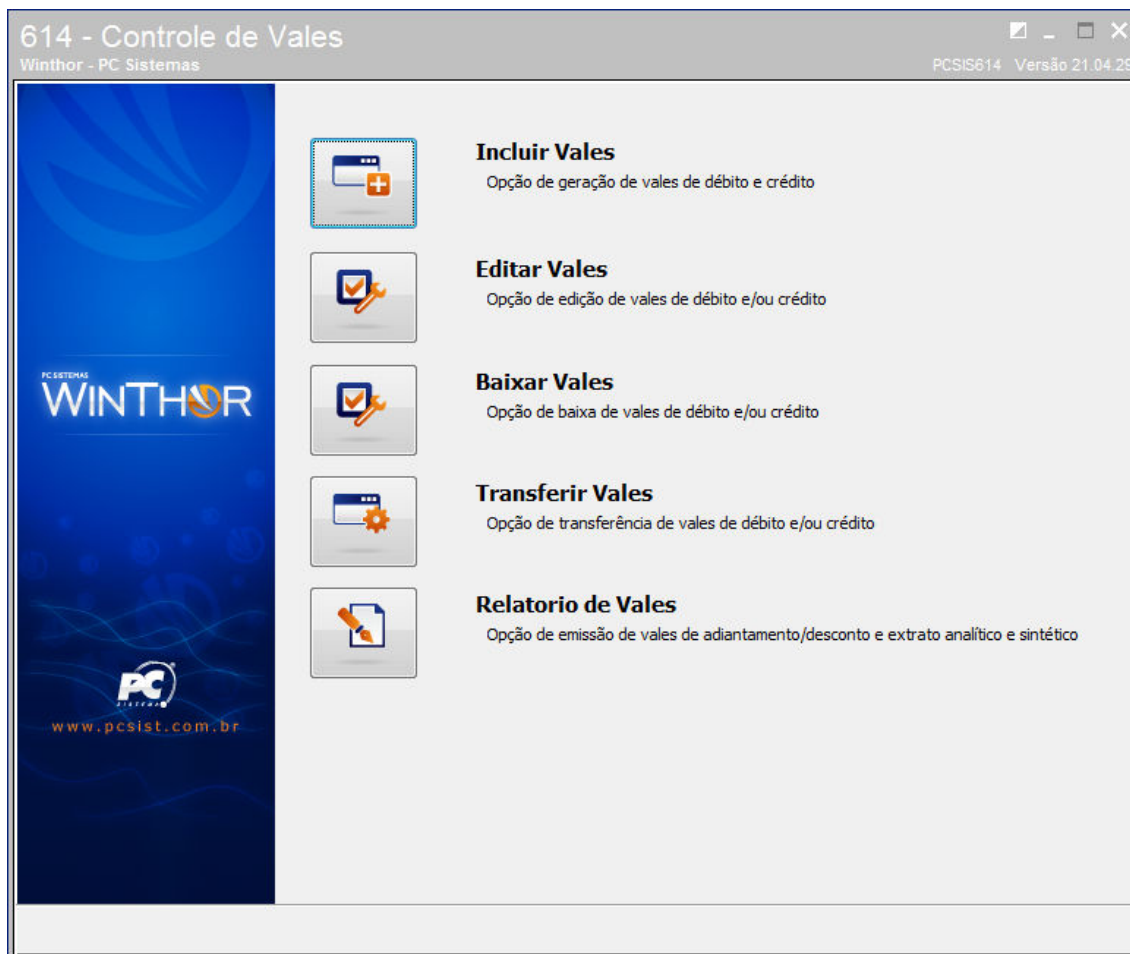 614 - Controle de Vales
Winthor - PC Sistemas
PCSIS614 Versão 21.04.29
Incluir Vales
Opção de geração de vales de débito e crédito
Editar Vales
Opção de edição de vales de débito e/ou crédito
Baixar Vales
Opção de baixa de vales de débito e/ou crédito
PC SISTEMAS
WINTHOR
Transferir Vales
Opção de transferência de vales de débito e/ou crédito
Relatorio de Vales
Opção de emissão de vales de adiantamento/desconto e extrato analítico e sintético
PC
SISTEMAS
www.pcsist.com.br